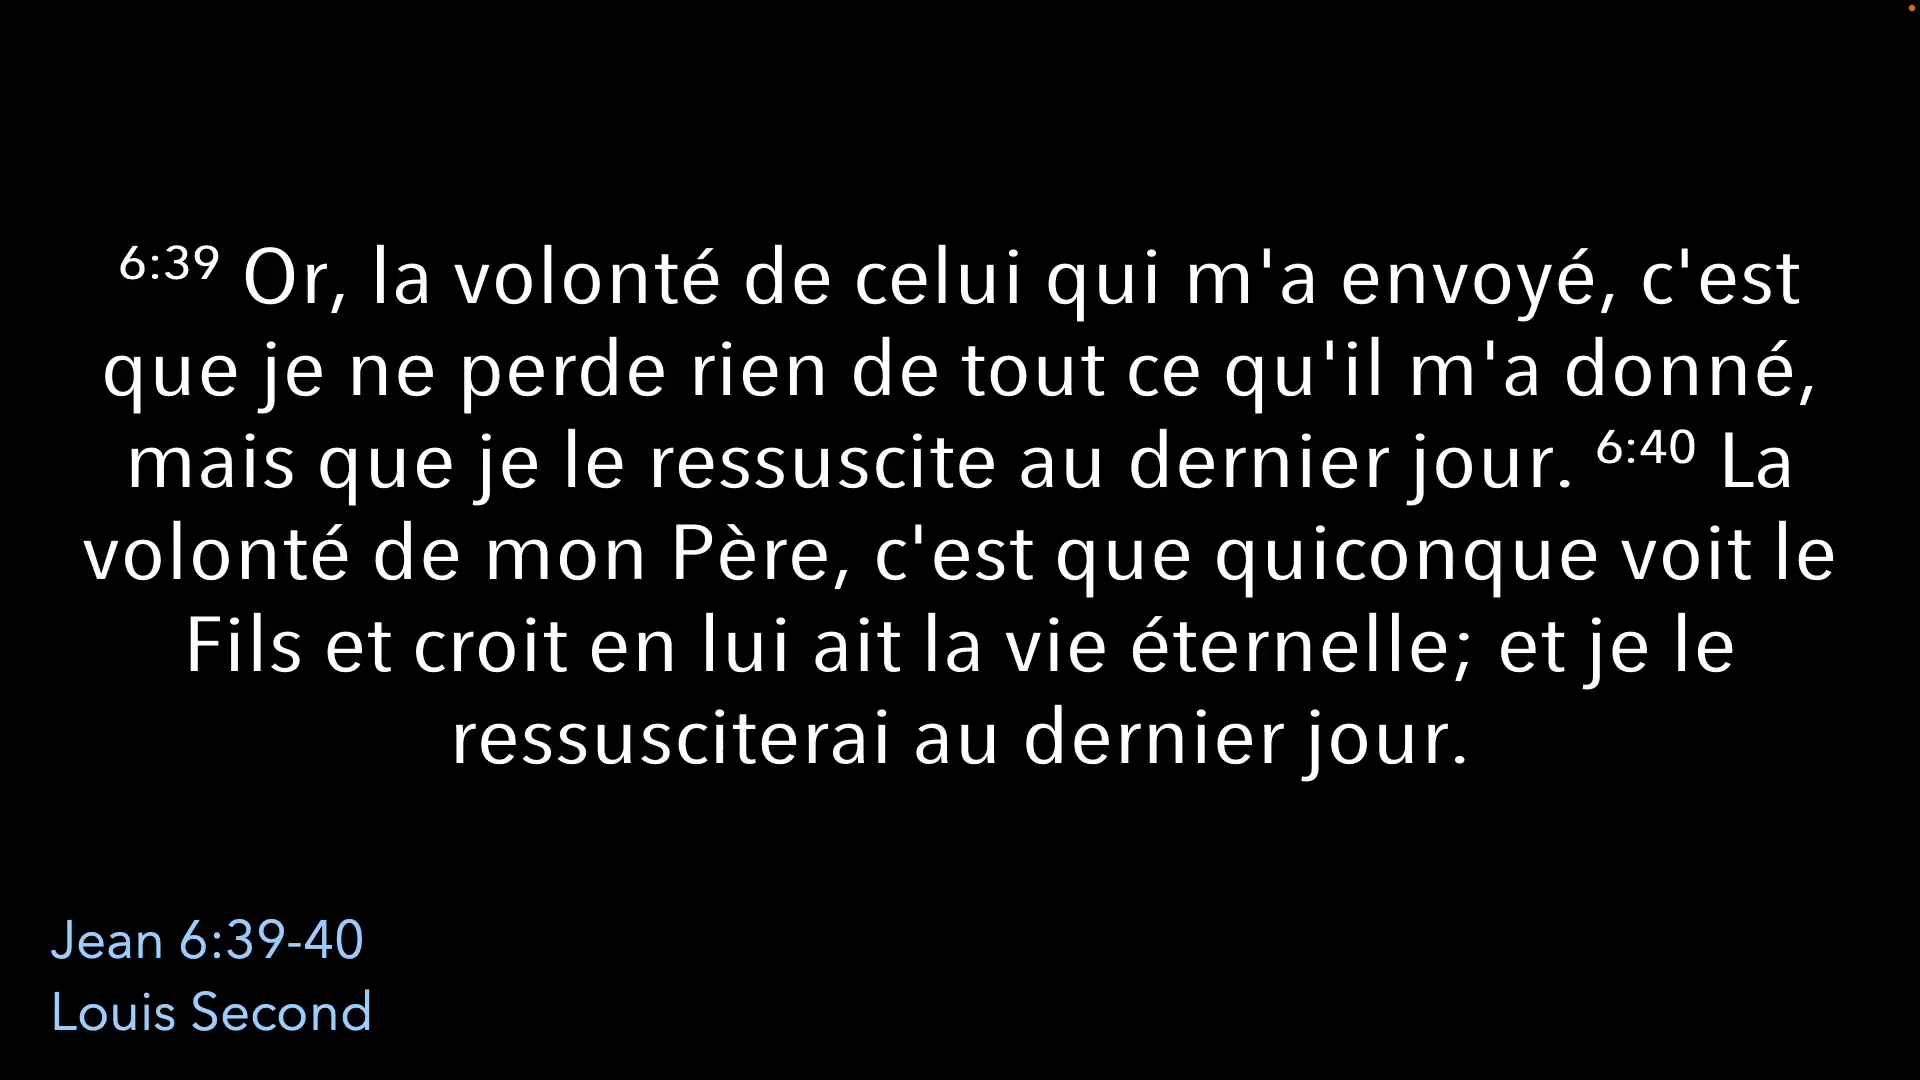 6:39 Or, la volonté de celui qui m'a envoyé, c'est
que je ne perde rien de tout ce qu'il m'a donné,
mais que je le ressuscite au dernier jour. 6:40 La
volonté de mon Père, c'est que quiconque voit le
Fils et croit en lui ait la vie éternelle; et je le
ressusciterai au dernier jour.
Jean 6:39-40
Louis Second